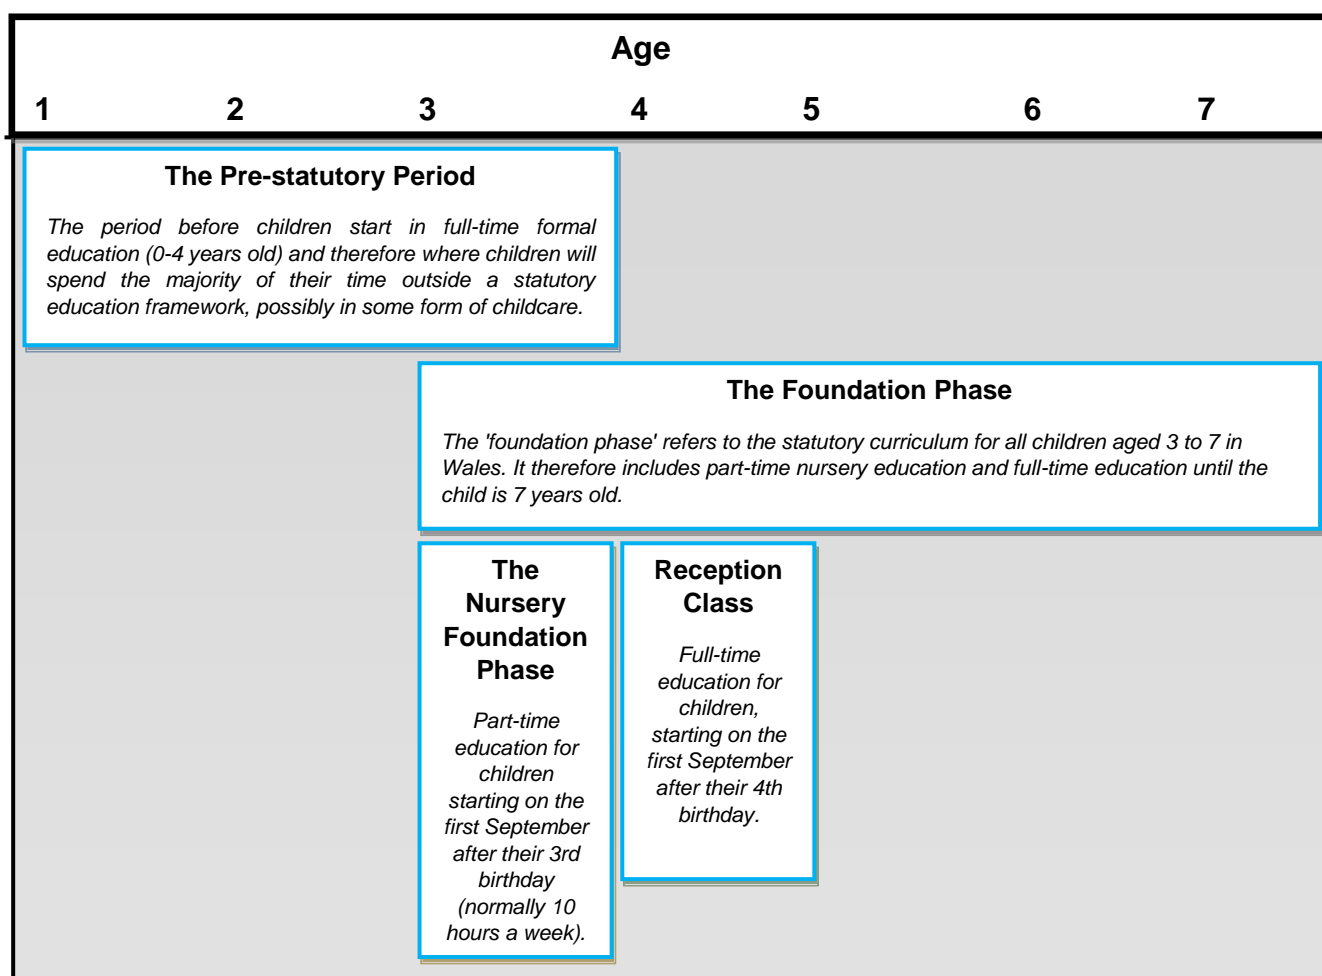 Age
1 2 3 4 5 6 7
The Pre-statutory Period
The period before children start in full-time formal
education (0-4 years old) and therefore where children will
spend the majority of their time outside a statutory
education framework, possibly in some form of childcare.
The Foundation Phase
The 'foundation phase' refers to the statutory curriculum for all children aged 3 to 7 in
Wales. It therefore includes part-time nursery education and full-time education until the
child is 7 years old.
The
Nursery
Foundation
Phase
Part-time
education for
children
starting on the
first September
after their 3rd
birthday
(normally 10
hours a week).
Reception
Class
Full-time
education for
children,
starting on the
first September
after their 4th
birthday.